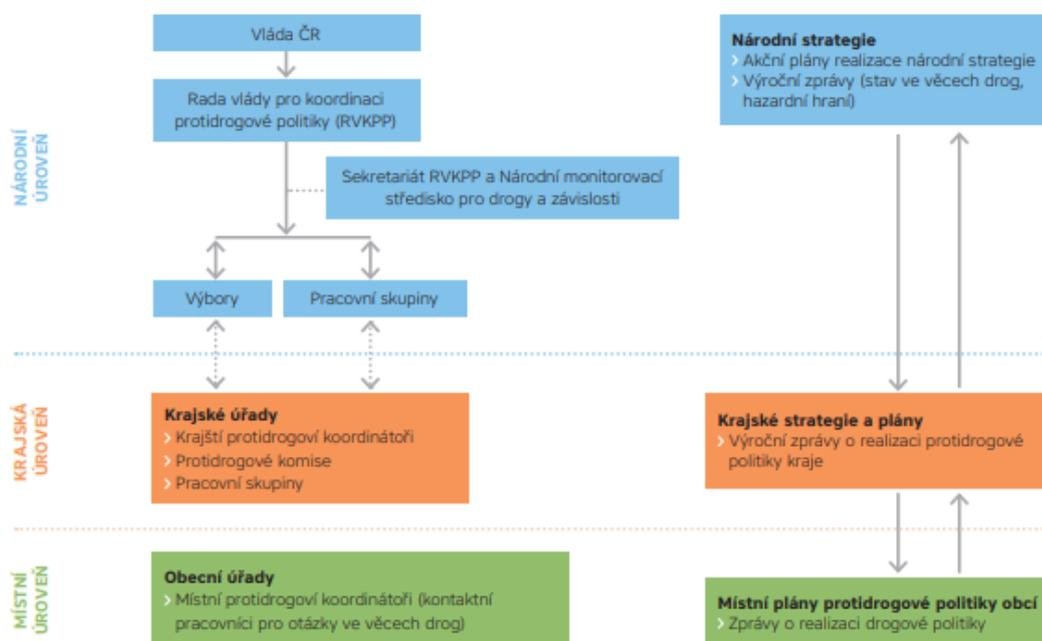 NÁRODNÍ
ÚROVEŇ
Vláda ČR
Rada vlády pro koordinaci
protidrogové politiky (RVKPP)
Sekretariát RVKPP a Národní monitorovací
středisko pro drogy a závislosti
Výbory
Pracovní skupiny
Národní strategie
› Akční plány realizace národní strategie
› Výroční zprávy (stav ve věcech drog,
hazardní hraní)
KRAJSKÁ
ÚROVEŇ
Krajské úřady
› Krajští protidrogoví koordinátoři
› Protidrogové komise
› Pracovní skupiny
Krajské strategie a plány
› Výroční zprávy o realizaci protidrogové
politiky kraje
MÍSTNÍ
ÚROVEŇ
Obecní úřady
› Místní protidrogoví koordinátoři (kontaktní
pracovníci pro otázky ve věcech drog)
Místní plány protidrogové politiky obcí
› Zprávy o realizaci drogové politiky